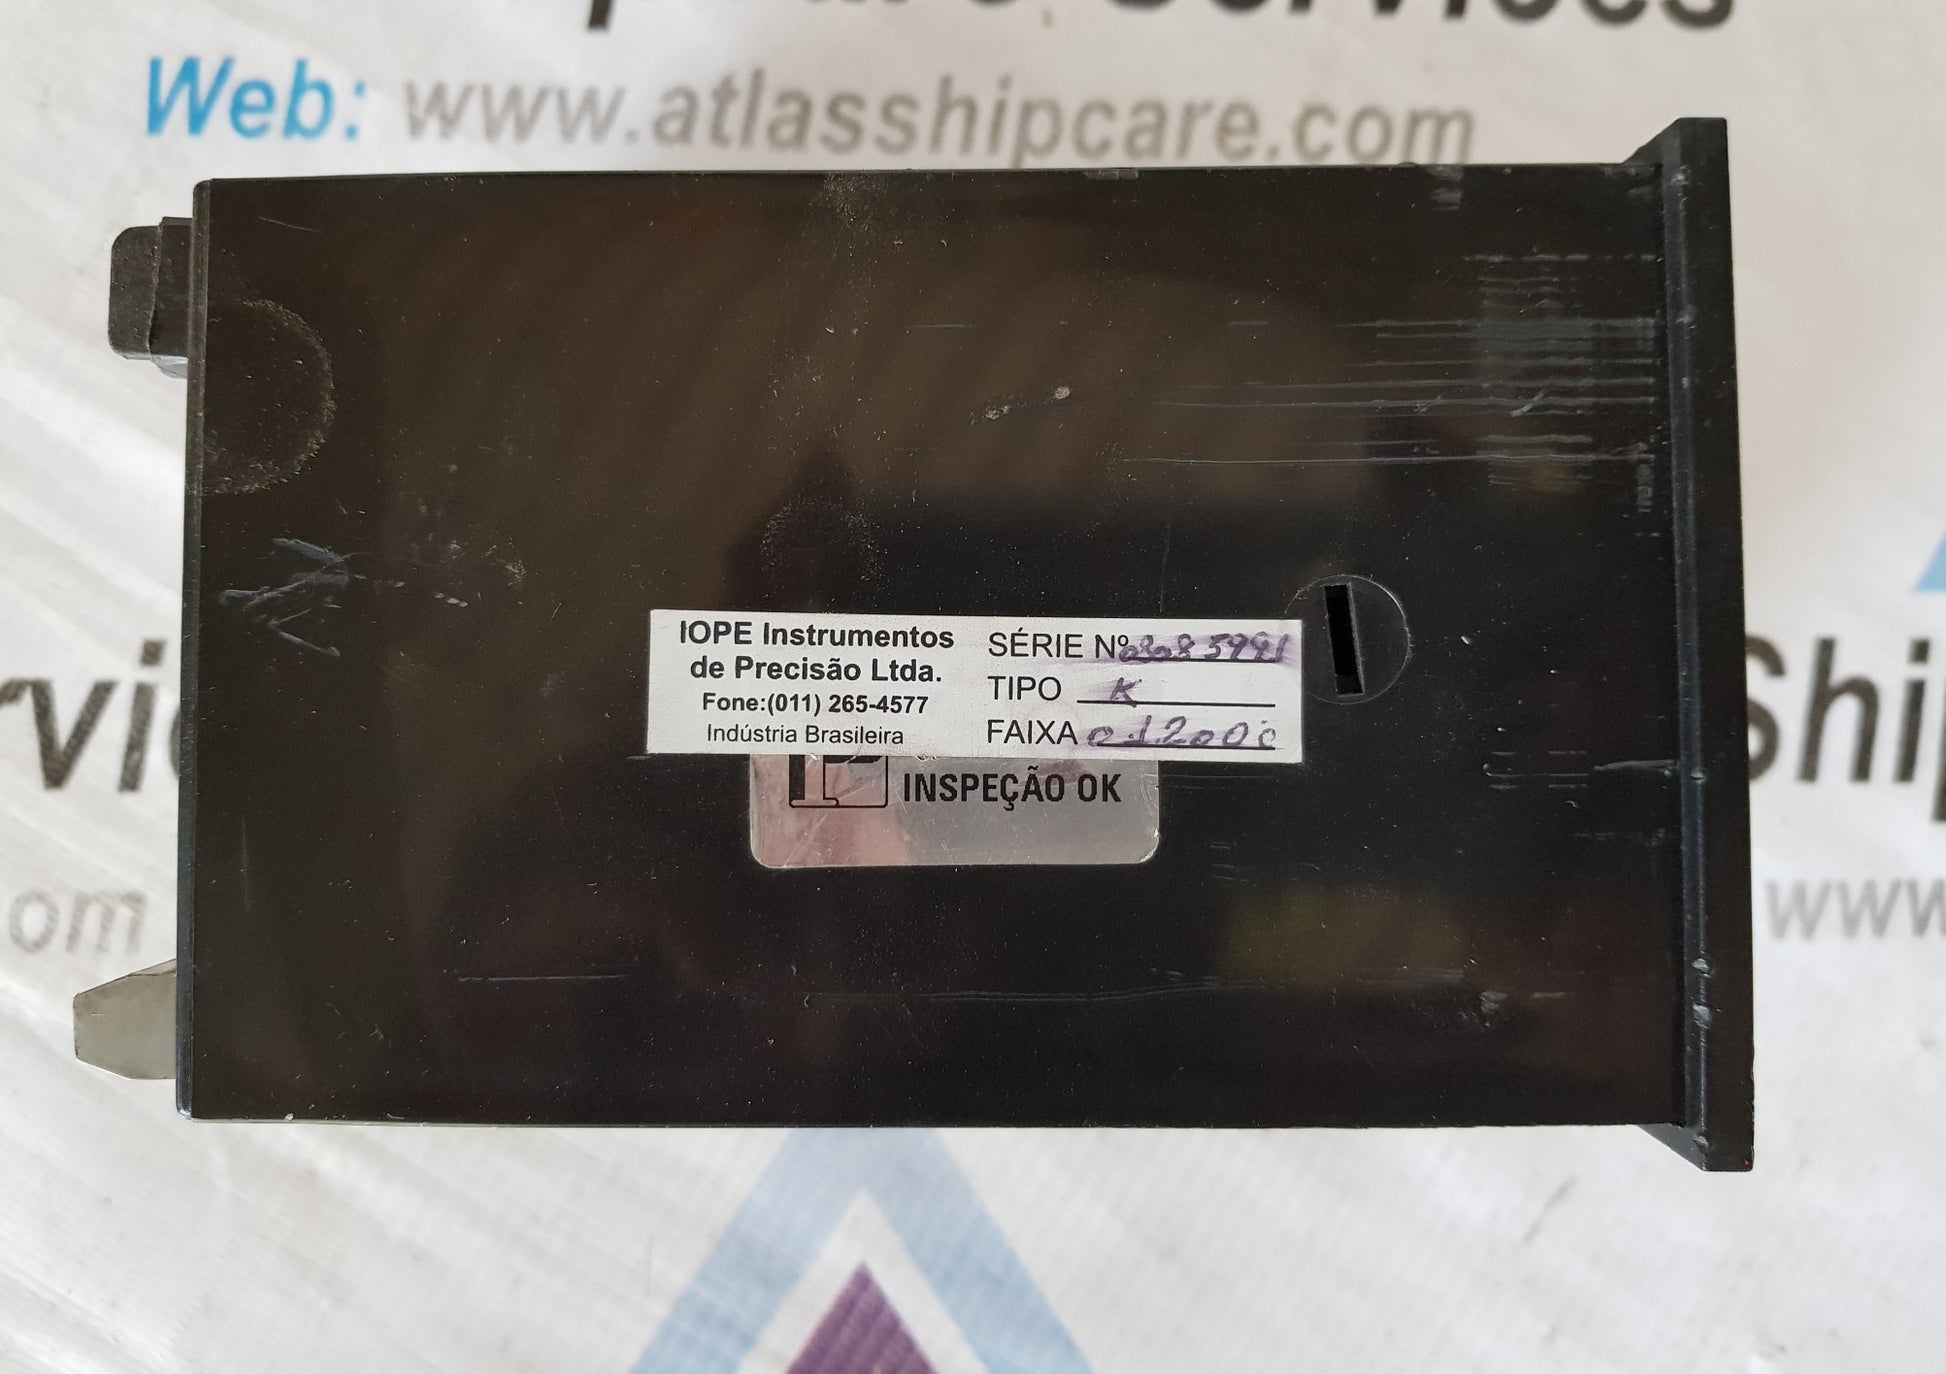 Web: www.atlasshipcare.com
IOPE Instrumentos
de Precisão Ltda.
Fone:(011) 265-4577
Indústria Brasileira
SÉRIE Nº
TIPO K
FAIXA
INSPEÇÃO OK
www